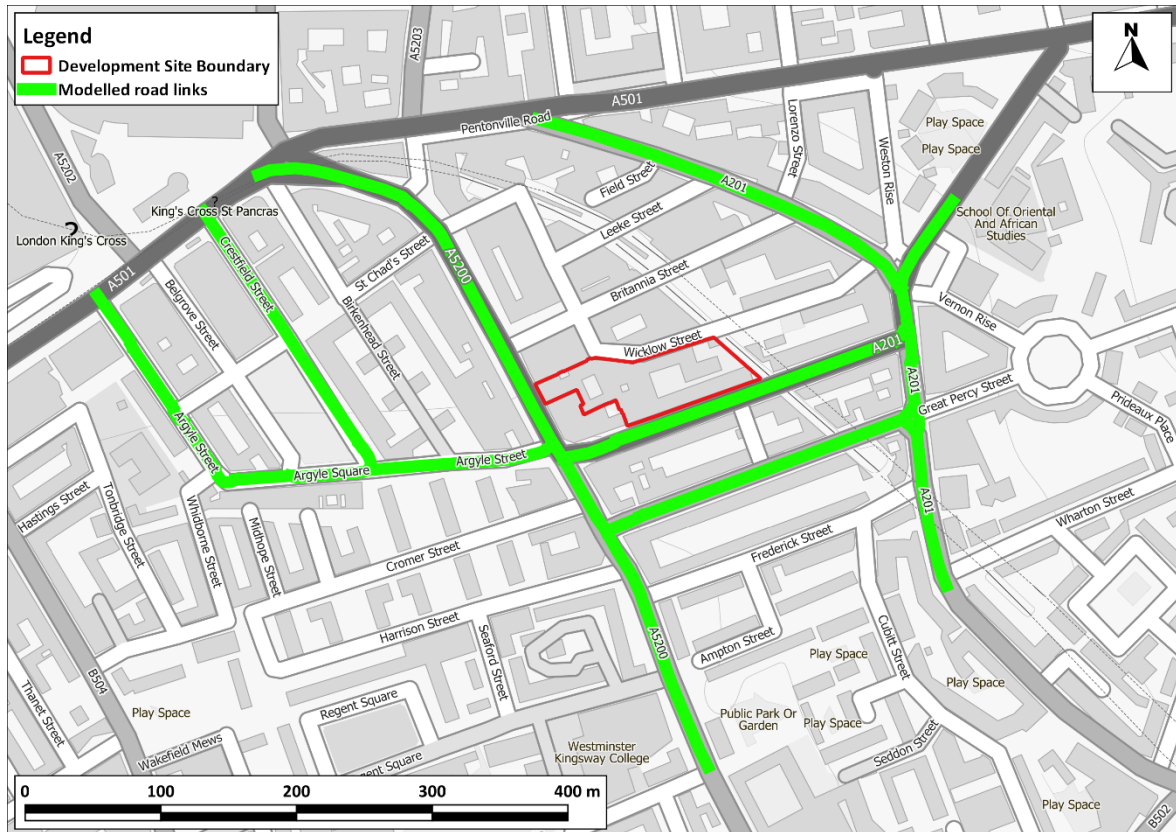 Legend
Development Site Boundary
Modelled road links
N
A5203
A501
Pentonville Road
Lorenzo Street
Weston Rise
Play Space
Play Space
A5202
Field Street
A201
King's Cross St Pancras
London King's Cross
Leeke Street
School Of Oriental
And African
Studies
A501
Crestfield Street
St Chad's Street
A5200
Belgrove Street
Birkenhead Street
Britannia Street
Vernon Rise
Wicklow Street
A201
A201
Great Percy Street
Prideaux Place
Argyle Street
Argyle Square
Argyle Street
Hastings Street
Tonbridge Street
Whidborne Street
Midhope Street
A201
Wharton Street
Cromer Street
Frederick Street
Harrison Street
Seaford Street
A5200
Ampton Street
Cubitt Street
Play Space
Play Space
Thanet Street
B504
Play Space
Regent Square
Public Park Or
Garden
Play Space
Seddon Street
Wakefield Mews
gent Square
Westminster
Kingsway College
Play Space
B502
0 100 200 300 400 m